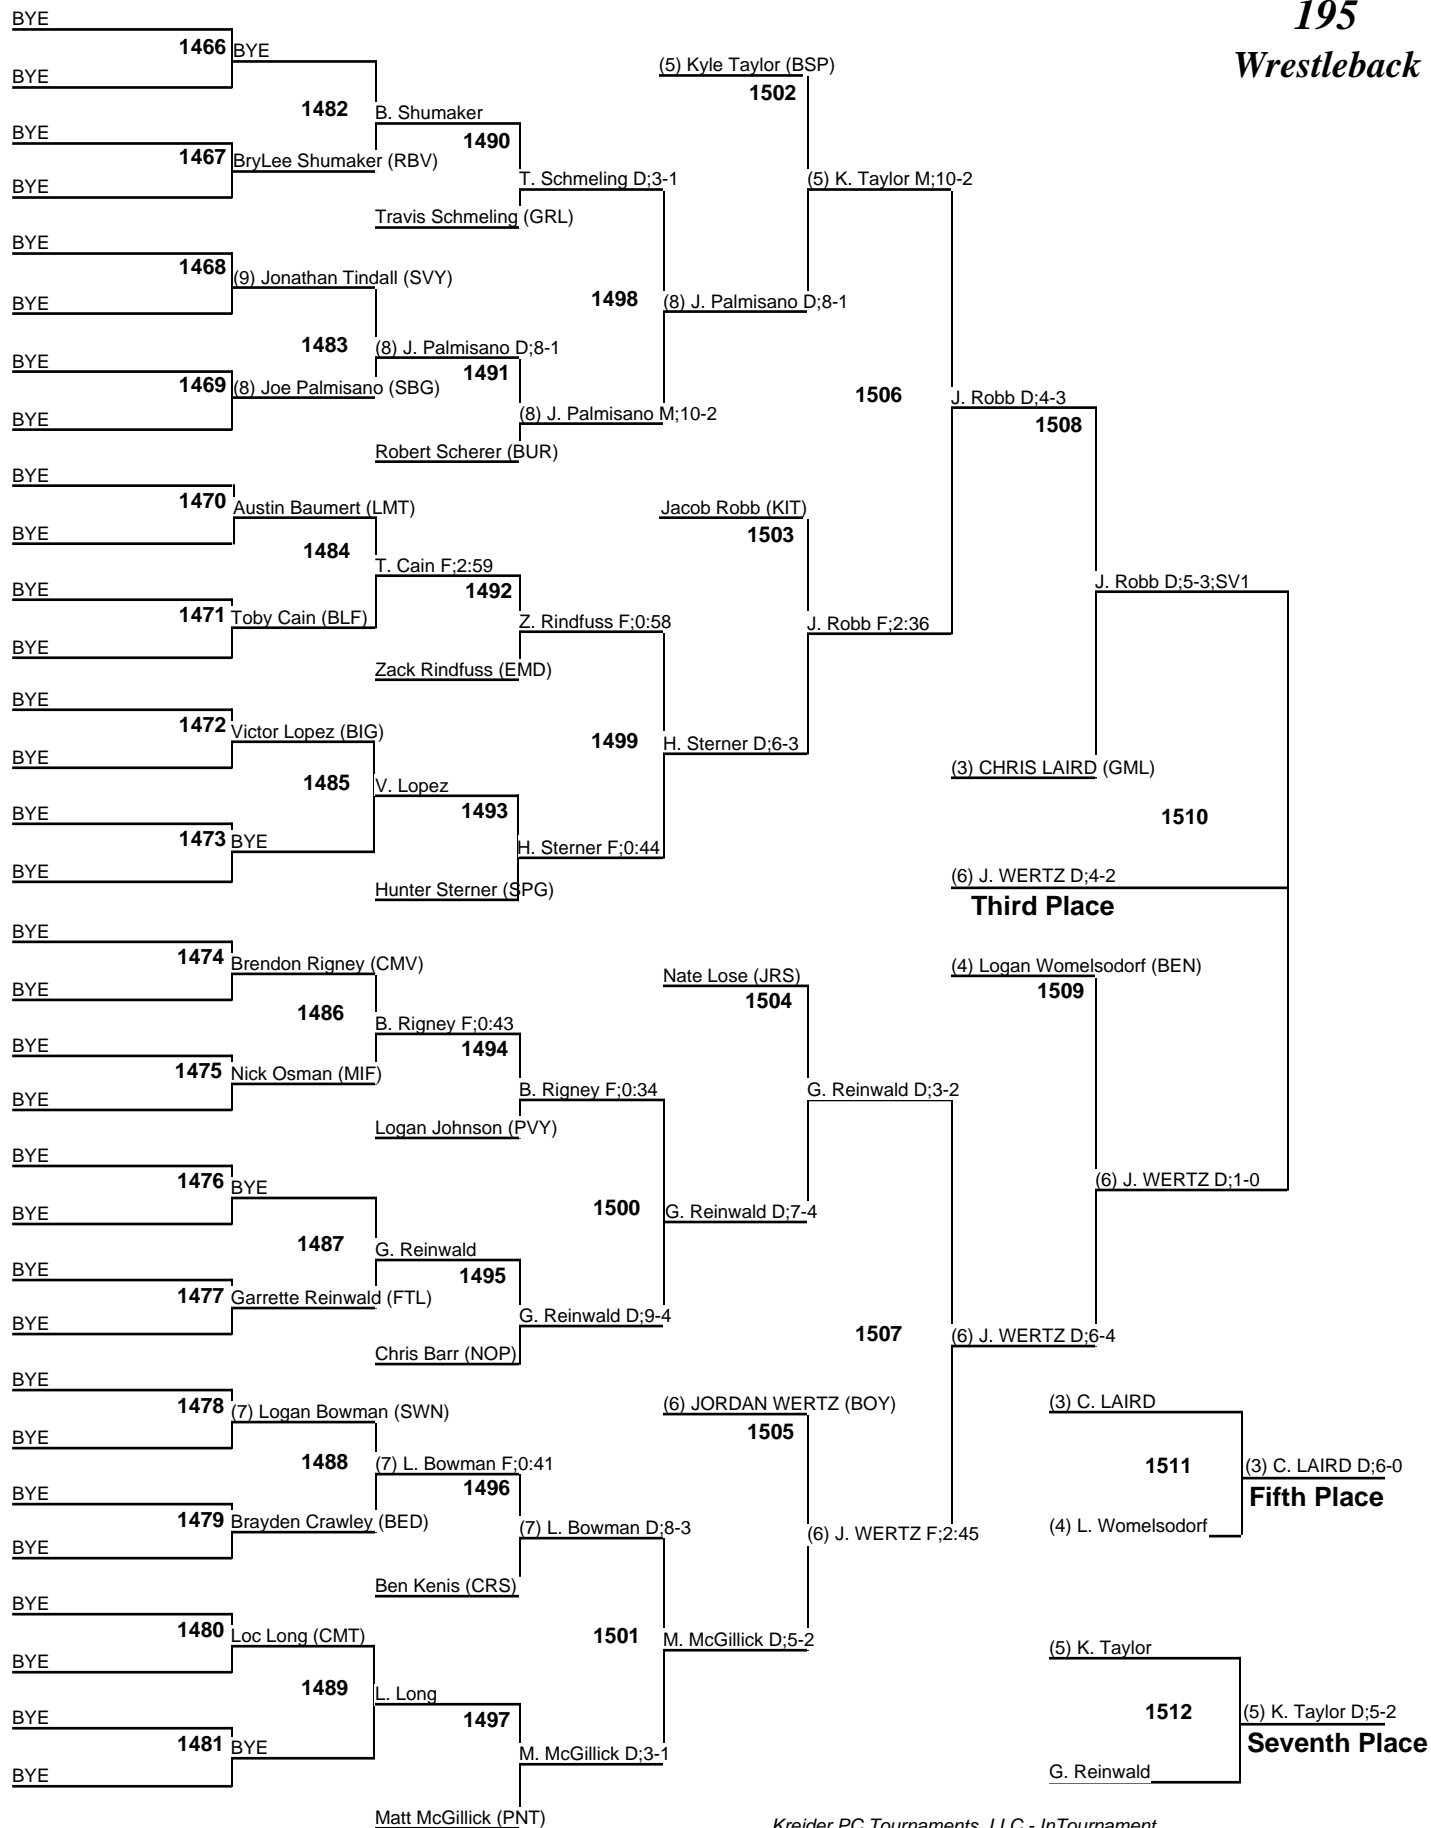 195
Wrestleback
BYE
1466 BYE
BYE
(5) Kyle Taylor (BSP)
1502
1482
B. Shumaker
BYE
1490
1467 BryLee Shumaker (RBV)
BYE
T. Schmeling D;3-1
(5) K. Taylor M;10-2
Travis Schmeling (GRL)
BYE
1468 (9) Jonathan Tindall (SVY)
BYE
1498 (8) J. Palmisano D;8-1
1483 (8) J. Palmisano D;8-1
BYE
1491
1469 (8) Joe Palmisano (SBG)
1506 J. Robb D;4-3
BYE
(8) J. Palmisano M;10-2
1508
Robert Scherer (BUR)
BYE
1470 Austin Baumert (LMT)
Jacob Robb (KIT)
BYE
1503
1484
T. Cain F;2:59
BYE
1492
J. Robb D;5-3;SV1
1471 Toby Cain (BLF)
Z. Rindfuss F;0:58
J. Robb F;2:36
BYE
Zack Rindfuss (EMD)
BYE
1472 Victor Lopez (BIG)
1499 H. Sterner D;6-3
BYE
(3) CHRIS LAIRD (GML)
1485 V. Lopez
BYE
1493
1510
1473 BYE
H. Sterner F;0:44
BYE
(6) J. WERTZ D;4-2
Hunter Sterner (SPG)
Third Place
BYE
1474 Brendon Rigney (CMV)
(4) Logan Womelsodorf (BEN)
BYE
Nate Lose (JRS)
1509
1504
1486 B. Rigney F;0:43
BYE
1494
1475 Nick Osman (MIF)
BYE
B. Rigney F;0:34
G. Reinwald D;3-2
Logan Johnson (PVY)
BYE
1476 BYE
(6) J. WERTZ D;1-0
BYE
1500 G. Reinwald D;7-4
1487 G. Reinwald
BYE
1495
1477 Garrette Reinwald (FTL)
BYE
G. Reinwald D;9-4
1507 (6) J. WERTZ D;6-4
Chris Barr (NOP)
BYE
1478 (7) Logan Bowman (SWN)
(6) JORDAN WERTZ (BOY)
(3) C. LAIRD
BYE
1505
1488 (7) L. Bowman F;0:41
1511 (3) C. LAIRD D;6-0
BYE
1496
Fifth Place
1479 Brayden Crawley (BED)
(7) L. Bowman D;8-3
(6) J. WERTZ F;2:45
(4) L. Womelsodorf
BYE
Ben Kenis (CRS)
BYE
1480 Loc Long (CMT)
1501 M. McGillick D;5-2
(5) K. Taylor
BYE
1489 L. Long
BYE
1497
1512 (5) K. Taylor D;5-2
1481 BYE
M. McGillick D;3-1
Seventh Place
BYE
G. Reinwald
Matt McGillick (PNT)
Kreider PC Tournaments, LLC - InTournament